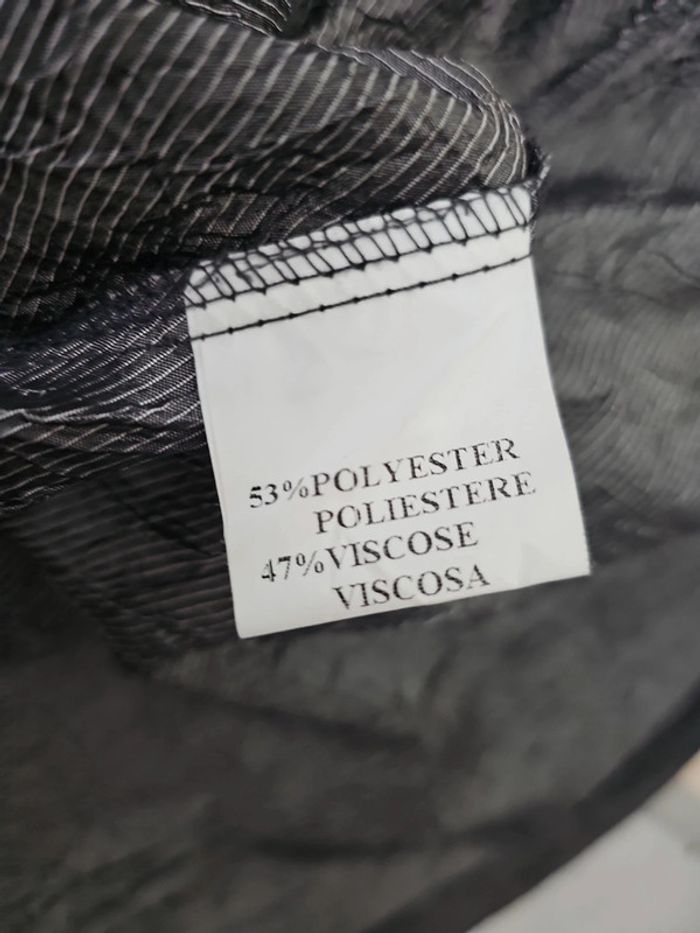 53%POLYESTER
POLIESTERE
47%VISCOSE
VISCOSA